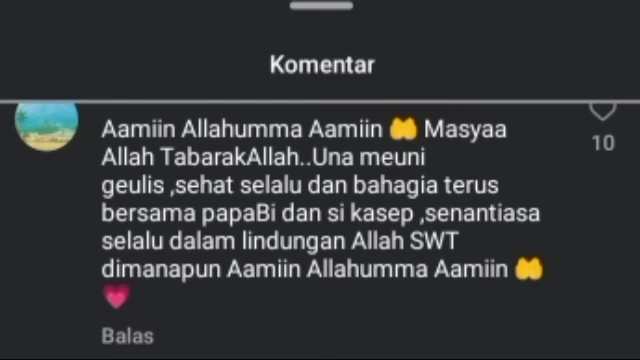 Komentar
Aamiin Allahumma Aamiin 🤲 Masyaa
Allah TabarakAllah..Una meuni
geulis ,sehat selalu dan bahagia terus
bersama papaBi dan si kasep ,senantiasa
selalu dalam lindungan Allah SWT
dimanapun Aamiin Allahumma Aamiin 🤲
💗
10
Balas